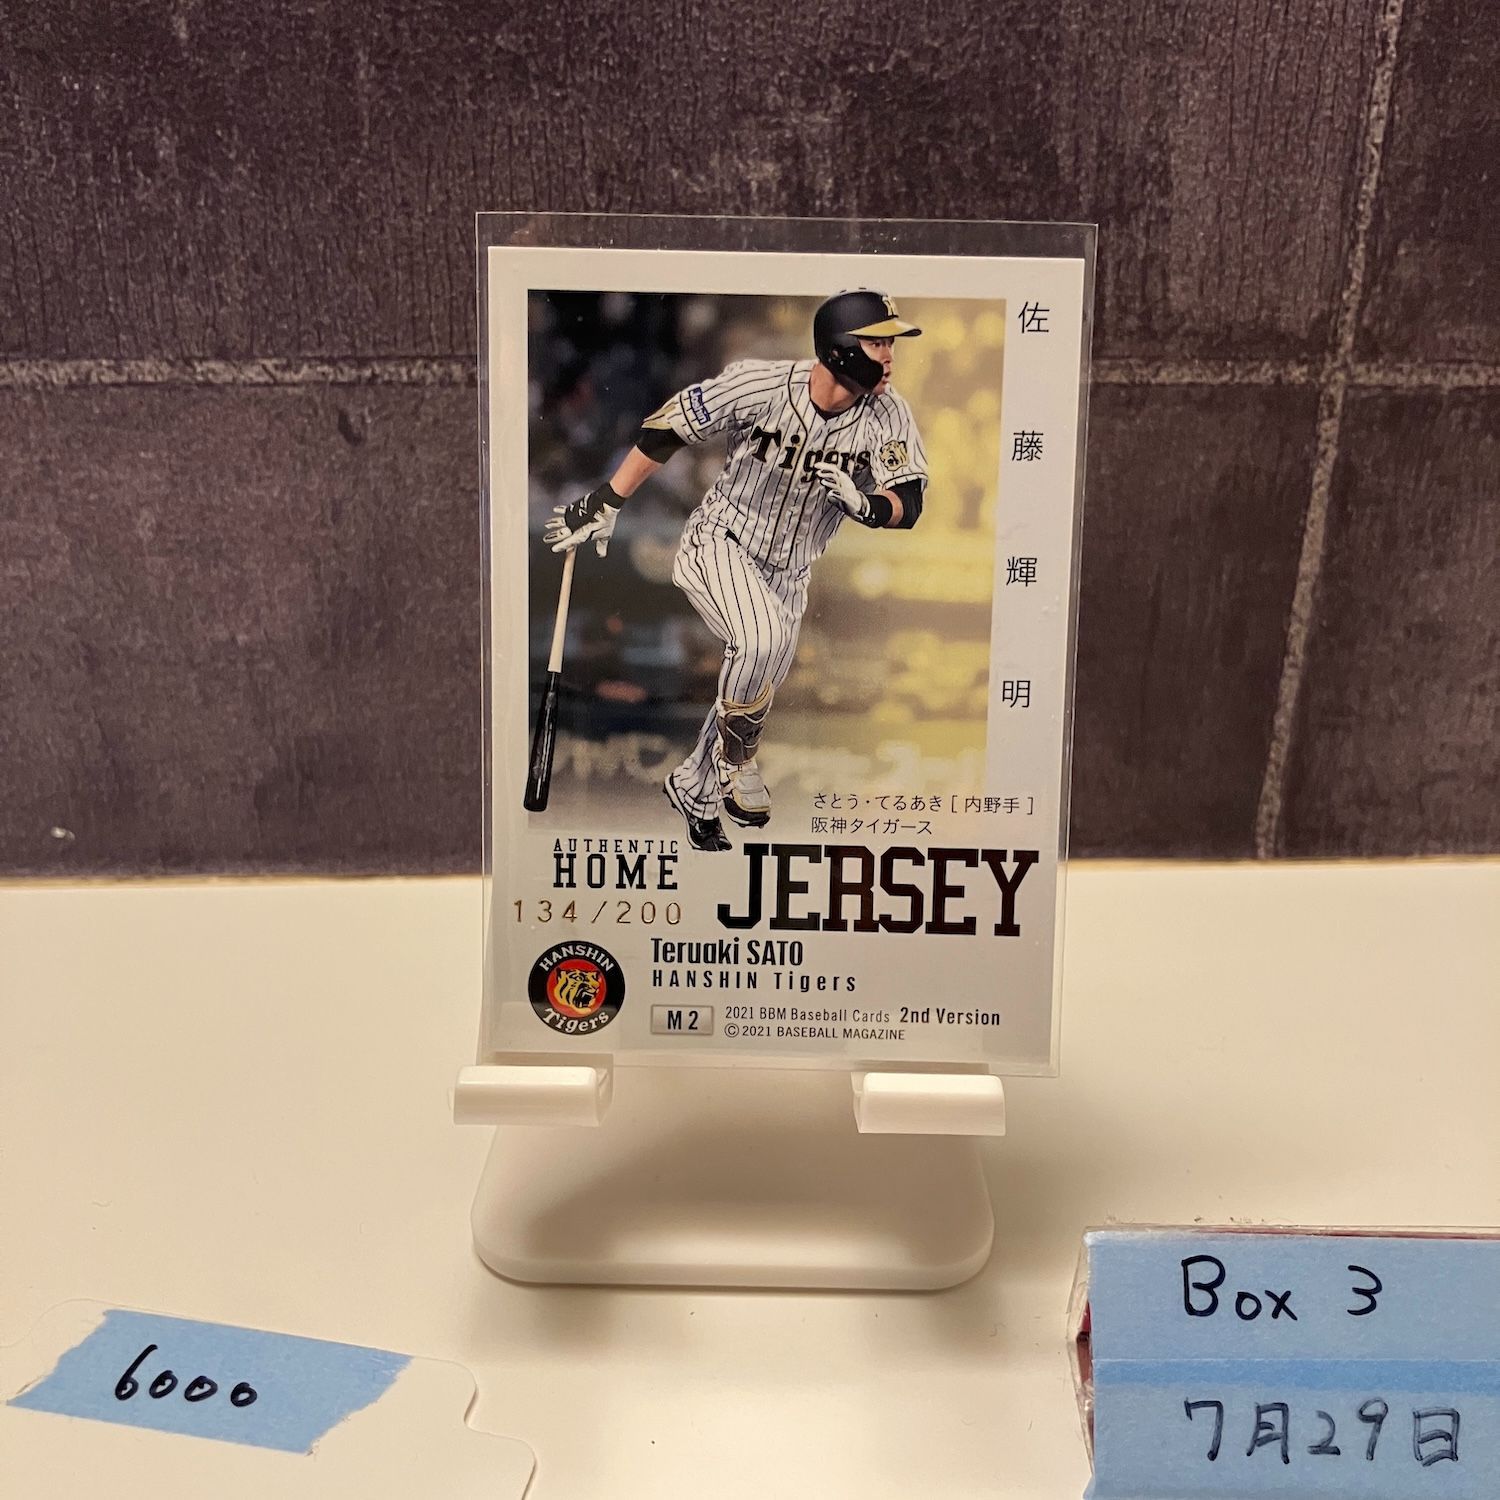 佐藤輝明
Joshin
Tigers
さとう・てるあき [ 内野手 ]
阪神タイガース
AUTHENTIC
HOME
JERSEY
134/200
HANSHIN
Tigers
Teruaki SATO
HANSHIN Tigers
M2
2021 BBM Baseball Cards 2nd Version
©2021 BASEBALL MAGAZINE
6000
Box 3
7月29日